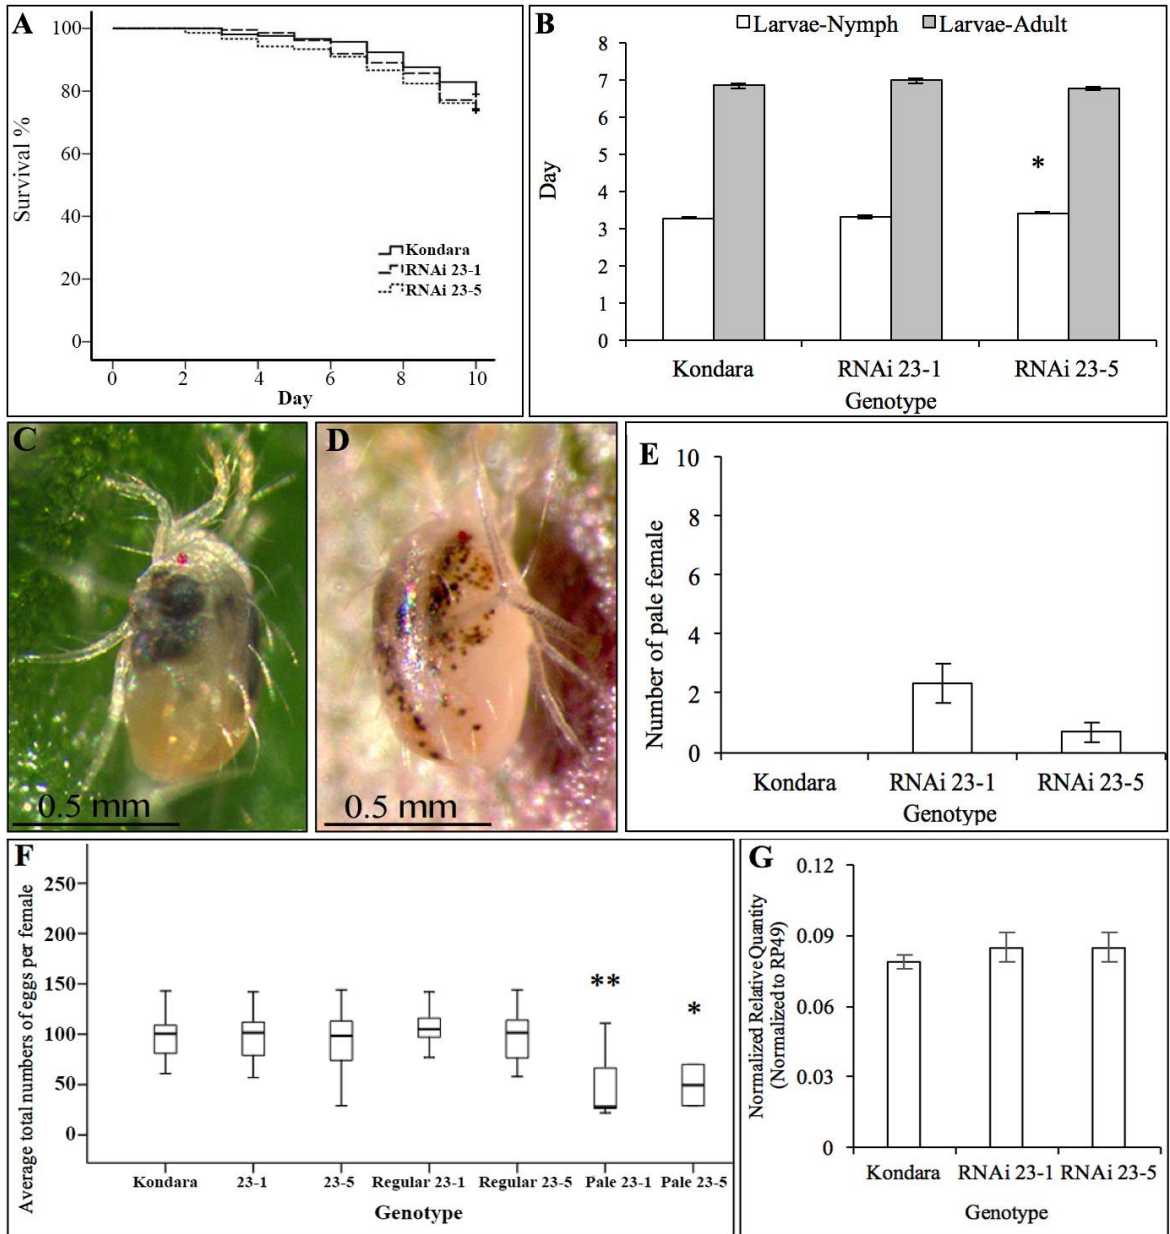 A
Survival %
100
80
60
40
20
0
Kondara
RNAi 23-1
RNAi 23-5
0 2 4 6 8 10
Day
B
Larvae-Nymph Larvae-Adult
Day
8
7
6
5
4
3
2
1
0
*
Kondara RNAi 23-1 RNAi 23-5
Genotype
C
0.5 mm
D
0.5 mm
E
Number of pale female
10
8
6
4
2
0
Kondara RNAi 23-1 RNAi 23-5
Genotype
F
Average total numbers of eggs per female
250
200
150
100
50
0
** *
Kondara 23-1 23-5 Regular 23-1 Regular 23-5 Pale 23-1 Pale 23-5
Genotype
G
Normalized Relative Quantity
(Normalized to RP49)
0.12
0.09
0.06
0.03
0
Kondara RNAi 23-1 RNAi 23-5
Genotype